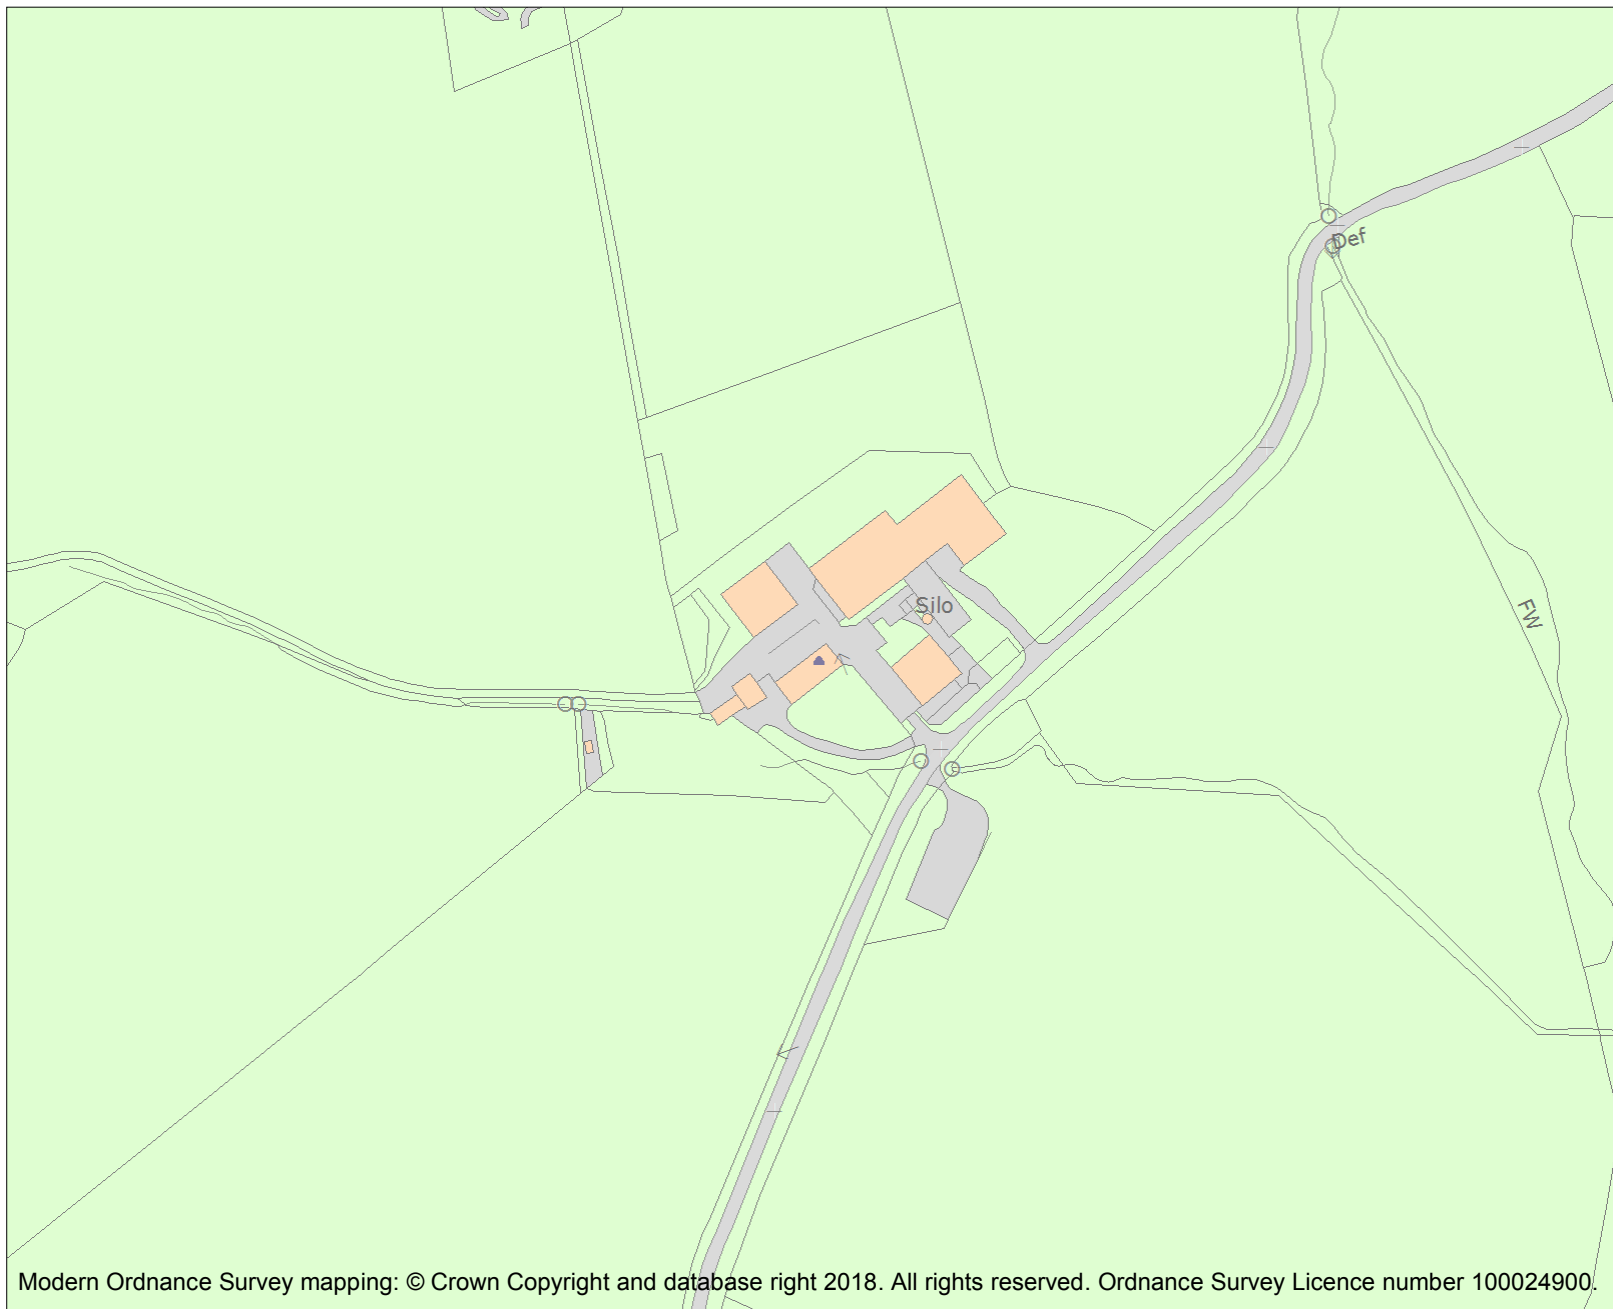 Def
Silo
FW
Modern Ordnance Survey mapping: © Crown Copyright and database right 2018. All rights reserved. Ordnance Survey Licence number 100024900.